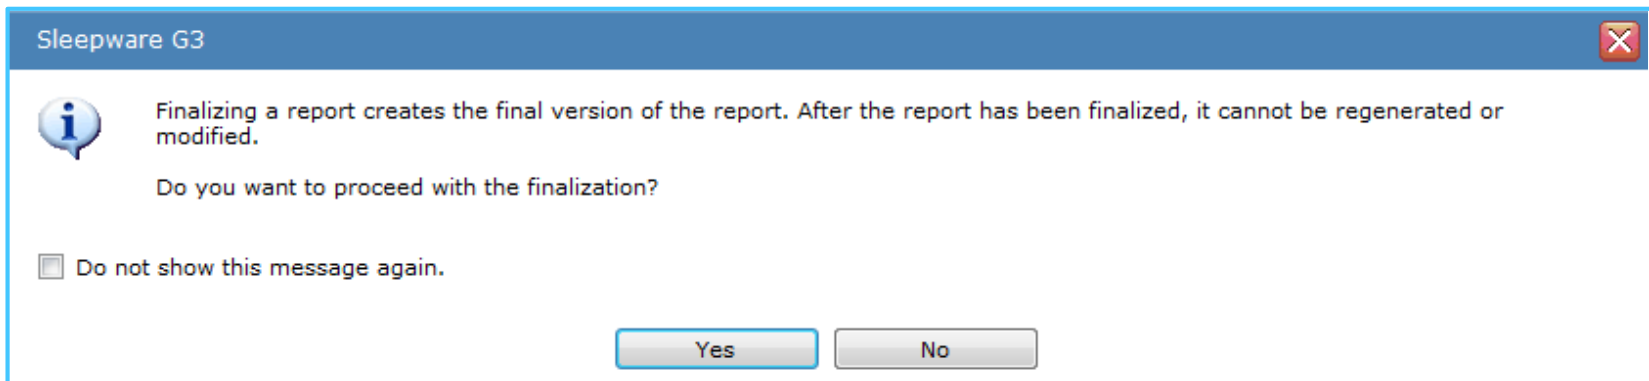 Sleepware G3
Finalizing a report creates the final version of the report. After the report has been finalized, it cannot be regenerated or
modified.
Do you want to proceed with the finalization?
Do not show this message again.
Yes
No